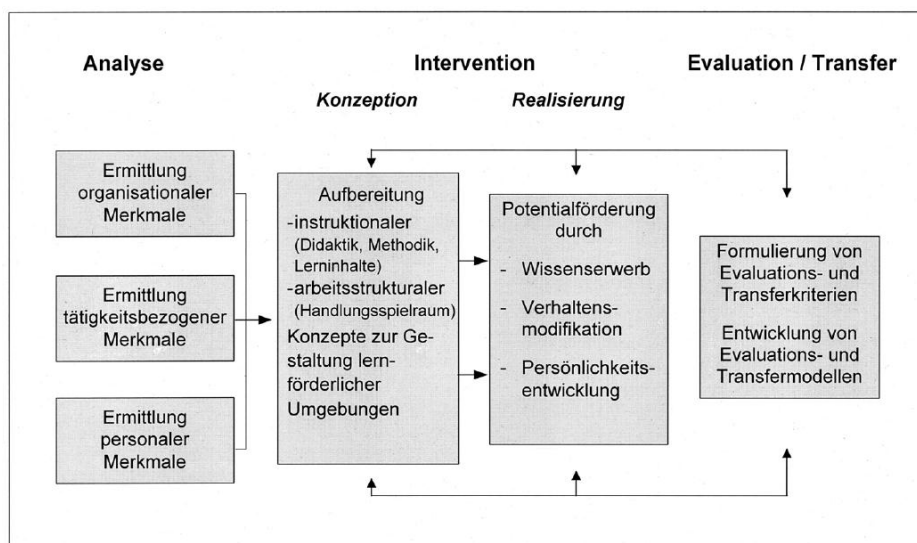 Analyse
Intervention
Evaluation / Transfer
Konzeption
Realisierung
Ermittlung
organisationaler
Merkmale
Ermittlung
tätigkeitsbezogener
Merkmale
Ermittlung
personaler
Merkmale
Aufbereitung
-instruktionaler
(Didaktik, Methodik,
Lerninhalte)
-arbeitsstrukturaler
(Handlungsspielraum)
Konzepte zur Ge-
staltung lern-
förderlicher
Umgebungen
Potentialförderung
durch
- Wissenserwerb
- Verhaltens-
modifikation
- Persönlichkeits-
entwicklung
Formulierung von
Evaluations- und
Transferkriterien
Entwicklung von
Evaluations- und
Transfermodellen